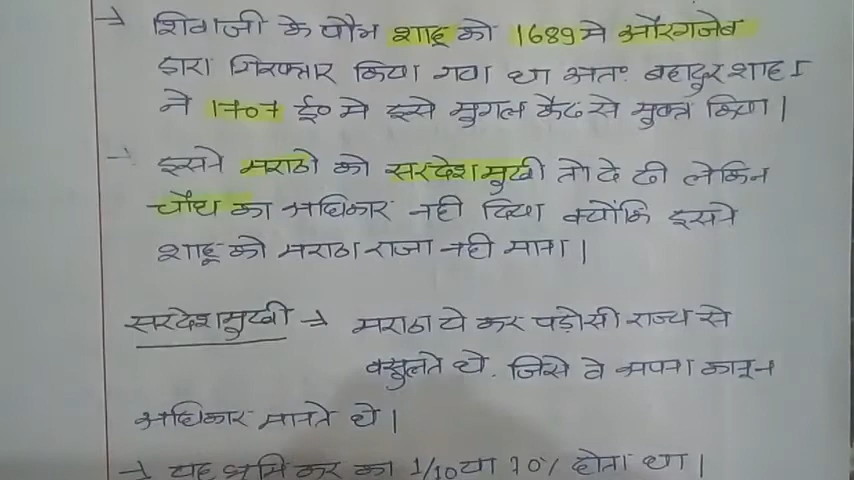 → शिवाजी के पौत्र शाहू को 1689 मे औरंगजेब
द्वारा गिरफ्तार किया गया था अतः बहादुर शाह I
ने 1707 ई० मे इसे मुगल कैद से मुक्त किया।
→ इसने मराठो को सरदेशमुखी तो दे दी लेकिन
चौथ का अधिकार नही दिया क्योंकि इसने
शाहू को मराठा राजा नही माना।
सरदेशमुखी → मराठा ये कर पड़ोसी राज्य से
वसूलते थे. जिसे वे अपना कानून
अधिकार मानते थे।
→ यह भूमि कर का 1/10 या 10% होता था।